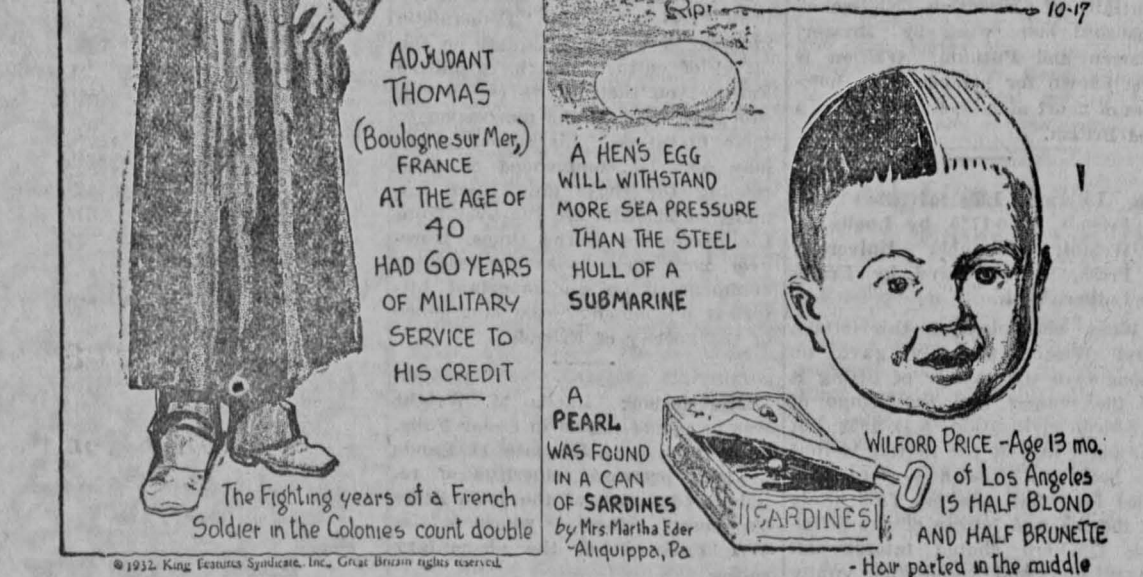 Rip.
10-17
ADJUDANT
THOMAS
(Boulogne sur Mer,)
FRANCE
AT THE AGE OF
40
HAD 60 YEARS
OF MILITARY
SERVICE TO
HIS CREDIT
The Fighting years of a French
Soldier in the Colonies count double
© 1932, King Features Syndicate, Inc., Great Britain rights reserved.
A HEN'S EGG
WILL WITHSTAND
MORE SEA PRESSURE
THAN THE STEEL
HULL OF A
SUBMARINE
A
PEARL
WAS FOUND
IN A CAN
OF SARDINES
by Mrs. Martha Eder
Aliquippa, Pa
SARDINES
WILFORD PRICE - Age 13 mo.
of Los Angeles
IS HALF BLOND
AND HALF BRUNETTE
- Hair parted in the middle